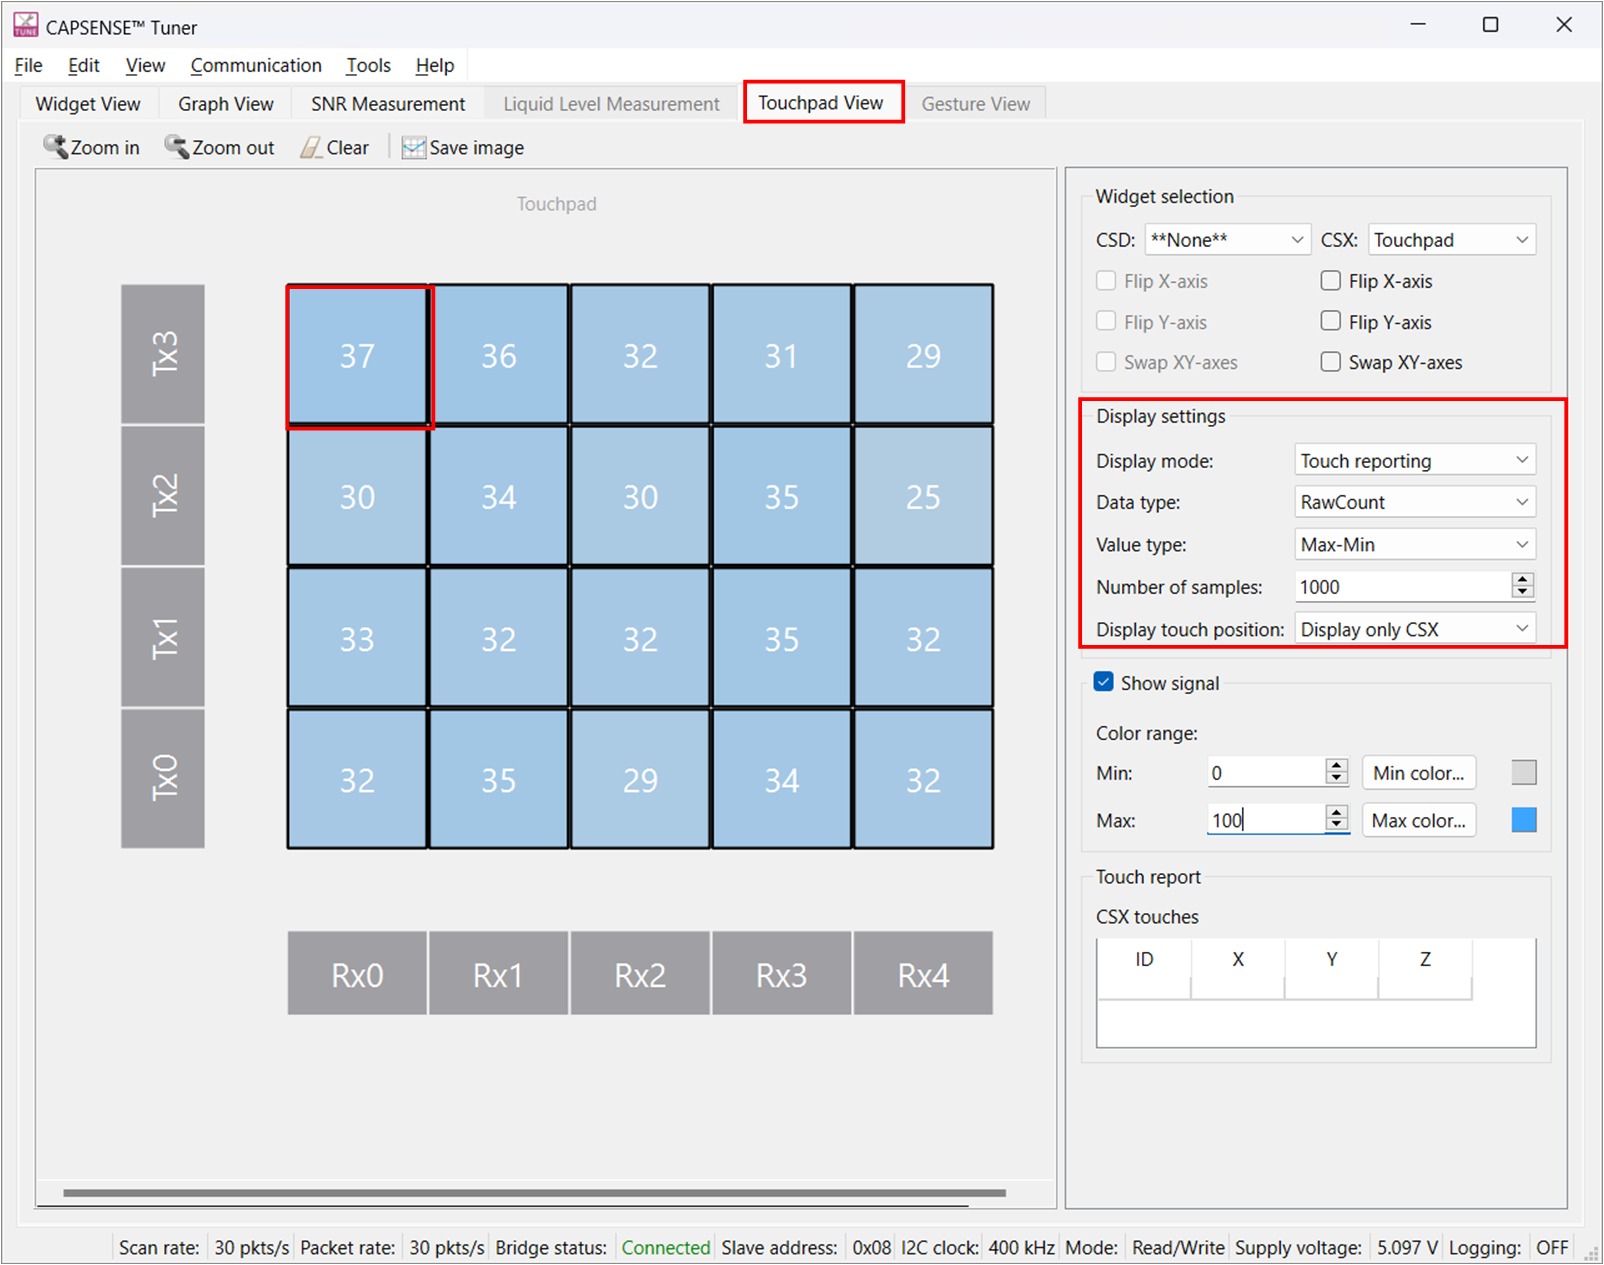 CAPSENSE™ Tuner
File Edit View Communication Tools Help
Widget View Graph View SNR Measurement Liquid Level Measurement Touchpad View Gesture View
Zoom in Zoom out Clear Save image
Touchpad
Tx3 37 36 32 31 29
Tx2 30 34 30 35 25
Tx1 33 32 32 35 32
Tx0 32 35 29 34 32
Rx0 Rx1 Rx2 Rx3 Rx4
Widget selection
CSD: **None** CSX: Touchpad
Flip X-axis Flip X-axis
Flip Y-axis Flip Y-axis
Swap XY-axes Swap XY-axes
Display settings
Display mode: Touch reporting
Data type: RawCount
Value type: Max-Min
Number of samples: 1000
Display touch position: Display only CSX
Show signal
Color range:
Min: 0 Min color...
Max: 100 Max color...
Touch report
CSX touches
ID X Y Z
Scan rate: 30 pkts/s Packet rate: 30 pkts/s Bridge status: Connected Slave address: 0x08 I2C clock: 400 kHz Mode: Read/Write Supply voltage: 5.097 V Logging: OFF